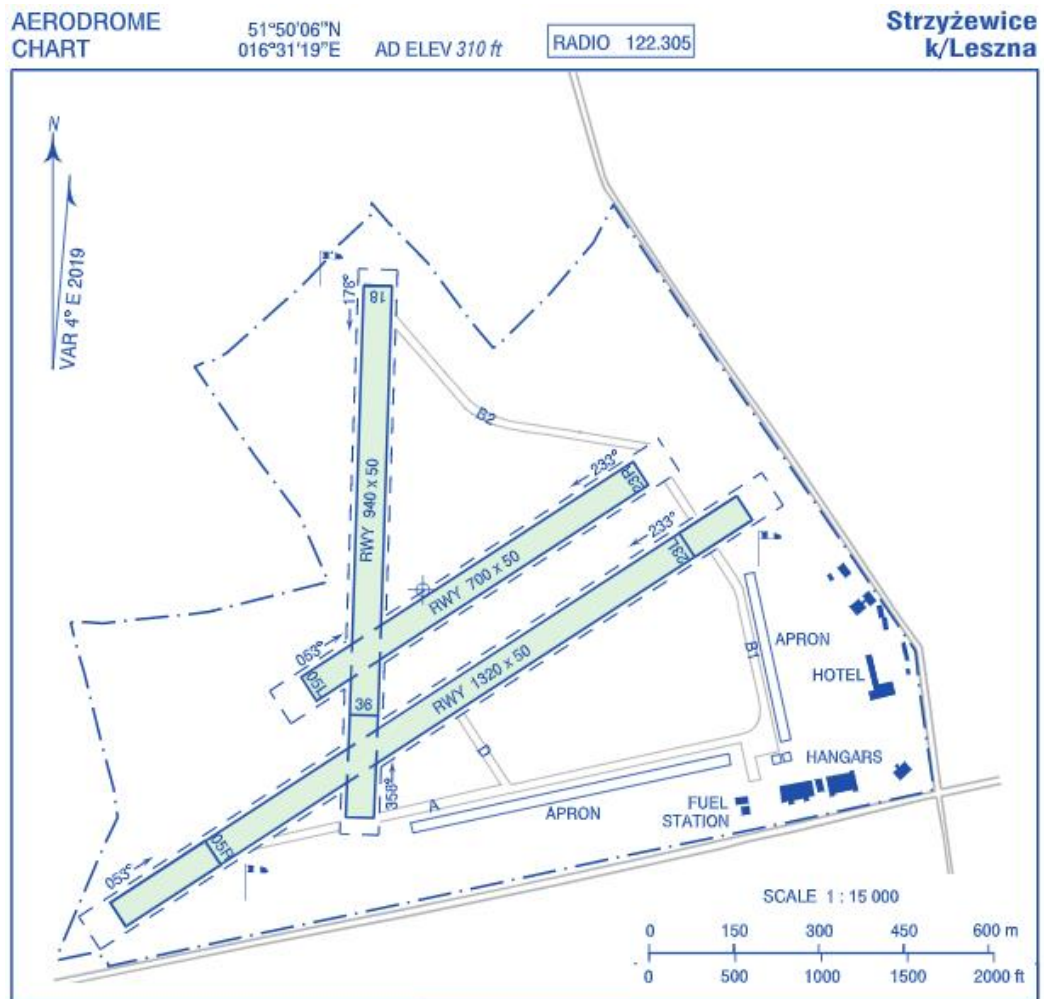 AERODROME
CHART
51°50'06"N
016°31'19"E
AD ELEV 310 ft
RADIO 122.305
Strzyżewice
k/Leszna
N
VAR 4° E 2019
178°
18
B2
RWY 940 x 50
233°
23R
233°
23L
RWY 700 x 50
053°
05L
RWY 1320 x 50
36
B1
APRON
HOTEL
D
358°
A
HANGARS
APRON
FUEL
STATION
053°
05R
SCALE 1 : 15 000
0 150 300 450 600 m
0 500 1000 1500 2000 ft